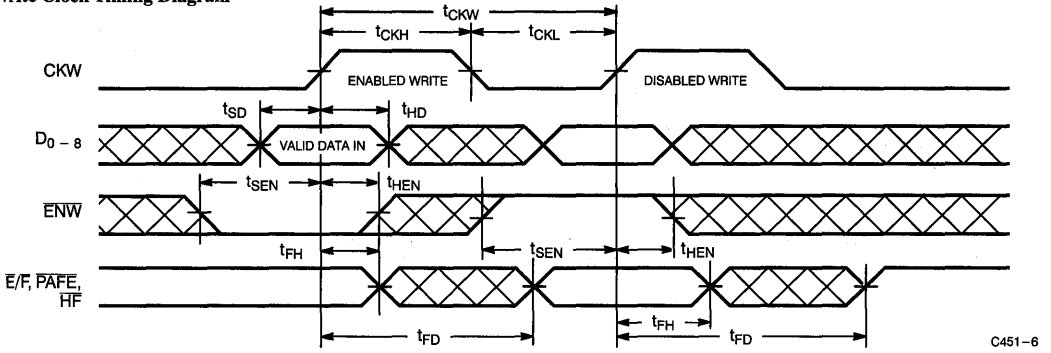 Write Clock Timing Diagram
tCKW
tCKH
tCKL
CKW
ENABLED WRITE
DISABLED WRITE
tSD
tHD
D0 – 8
VALID DATA IN
tSEN
tHEN
ENW
tFH
tSEN
tHEN
E/F, PAFE,
HF
tFH
tFD
tFD
C451–6